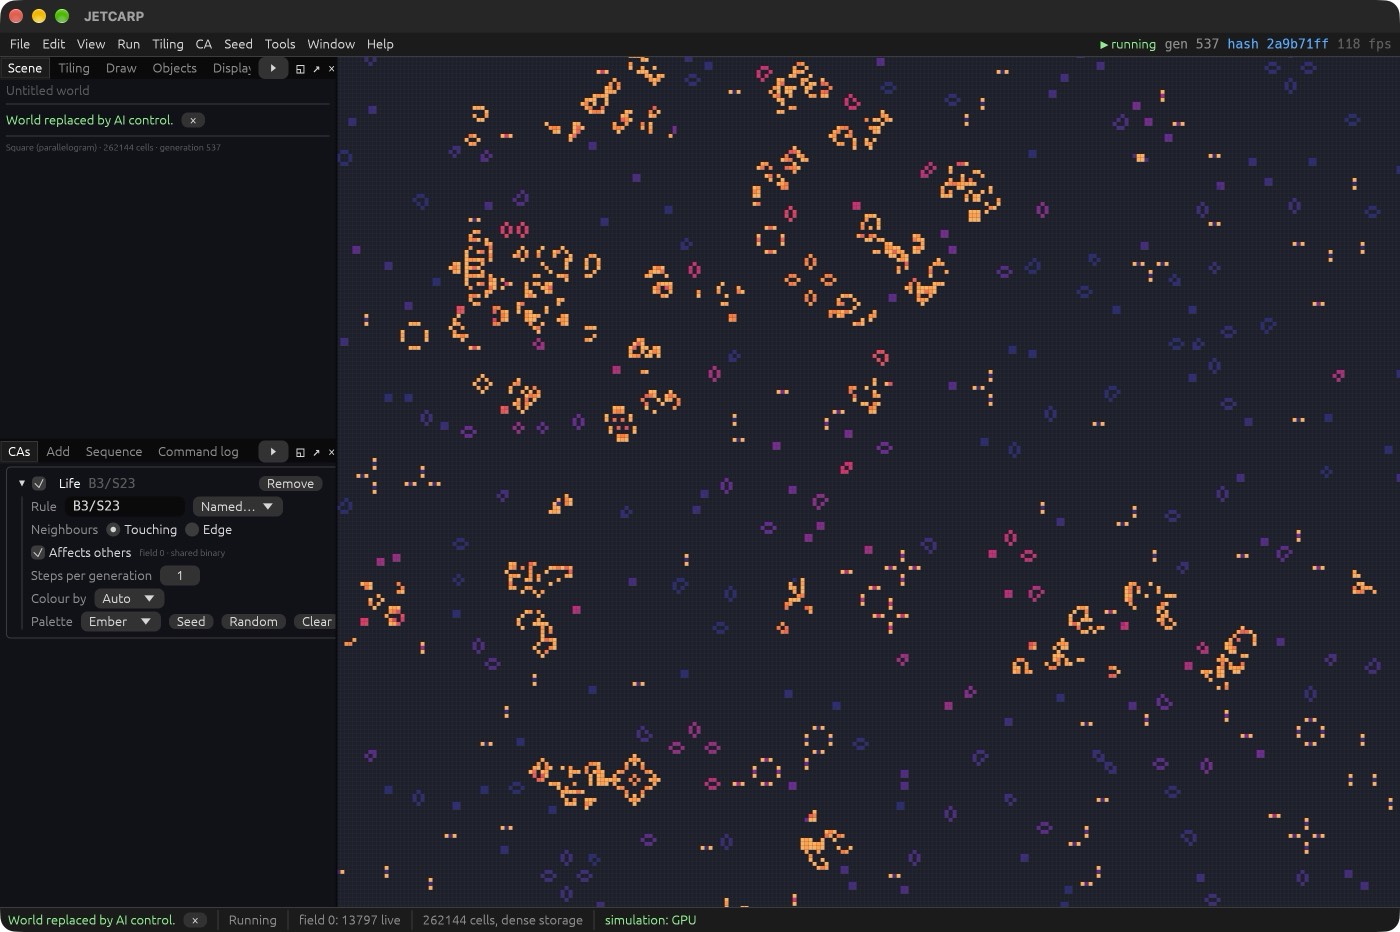 JETCARP
File Edit View Run Tiling CA Seed Tools Window Help
running gen 537 hash 2a9b71ff 118 fps
Scene Tiling Draw Objects Display
Untitled world
World replaced by AI control. ×
Square (parallelogram) · 262144 cells · generation 537
CAs Add Sequence Command log
Life B3/S23 Remove
Rule B3/S23 Named...
Neighbours Touching Edge
Affects others field 0 · shared binary
Steps per generation 1
Colour by Auto
Palette Ember Seed Random Clear
World replaced by AI control. × Running field 0: 13797 live 262144 cells, dense storage simulation: GPU